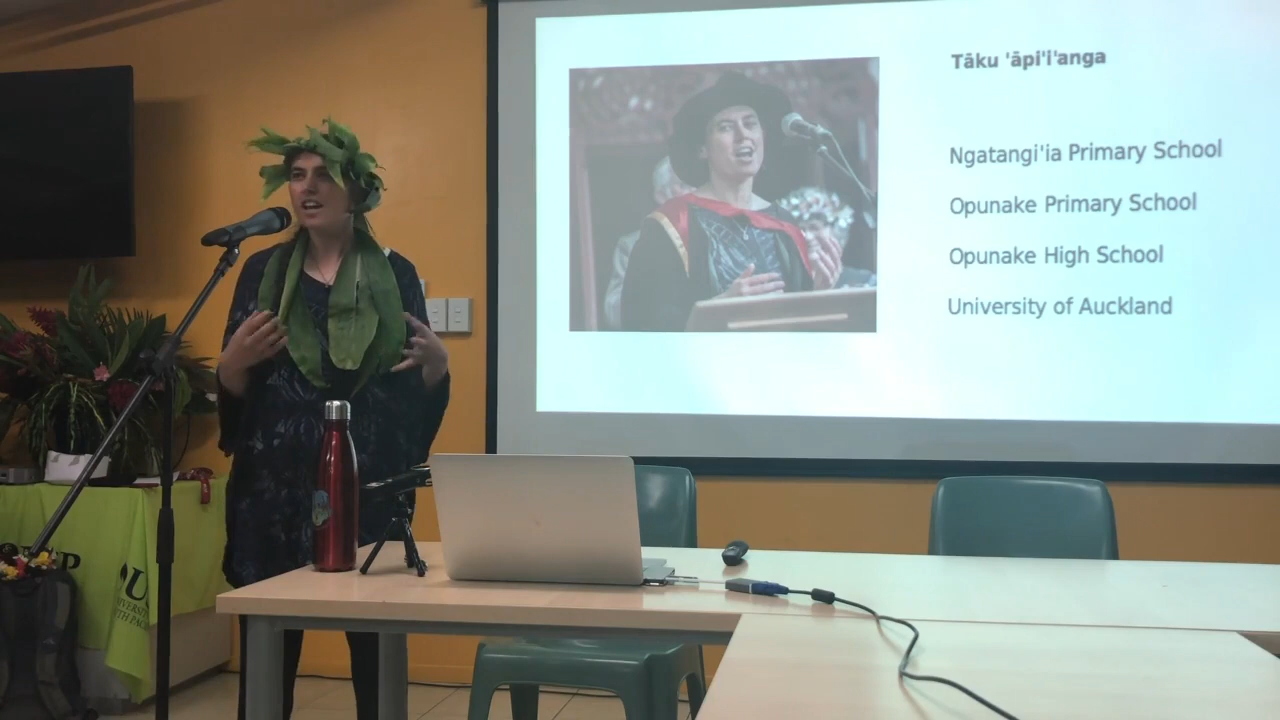 Tāku 'āpi'i'anga
Ngatangi'ia Primary School
Opunake Primary School
Opunake High School
University of Auckland